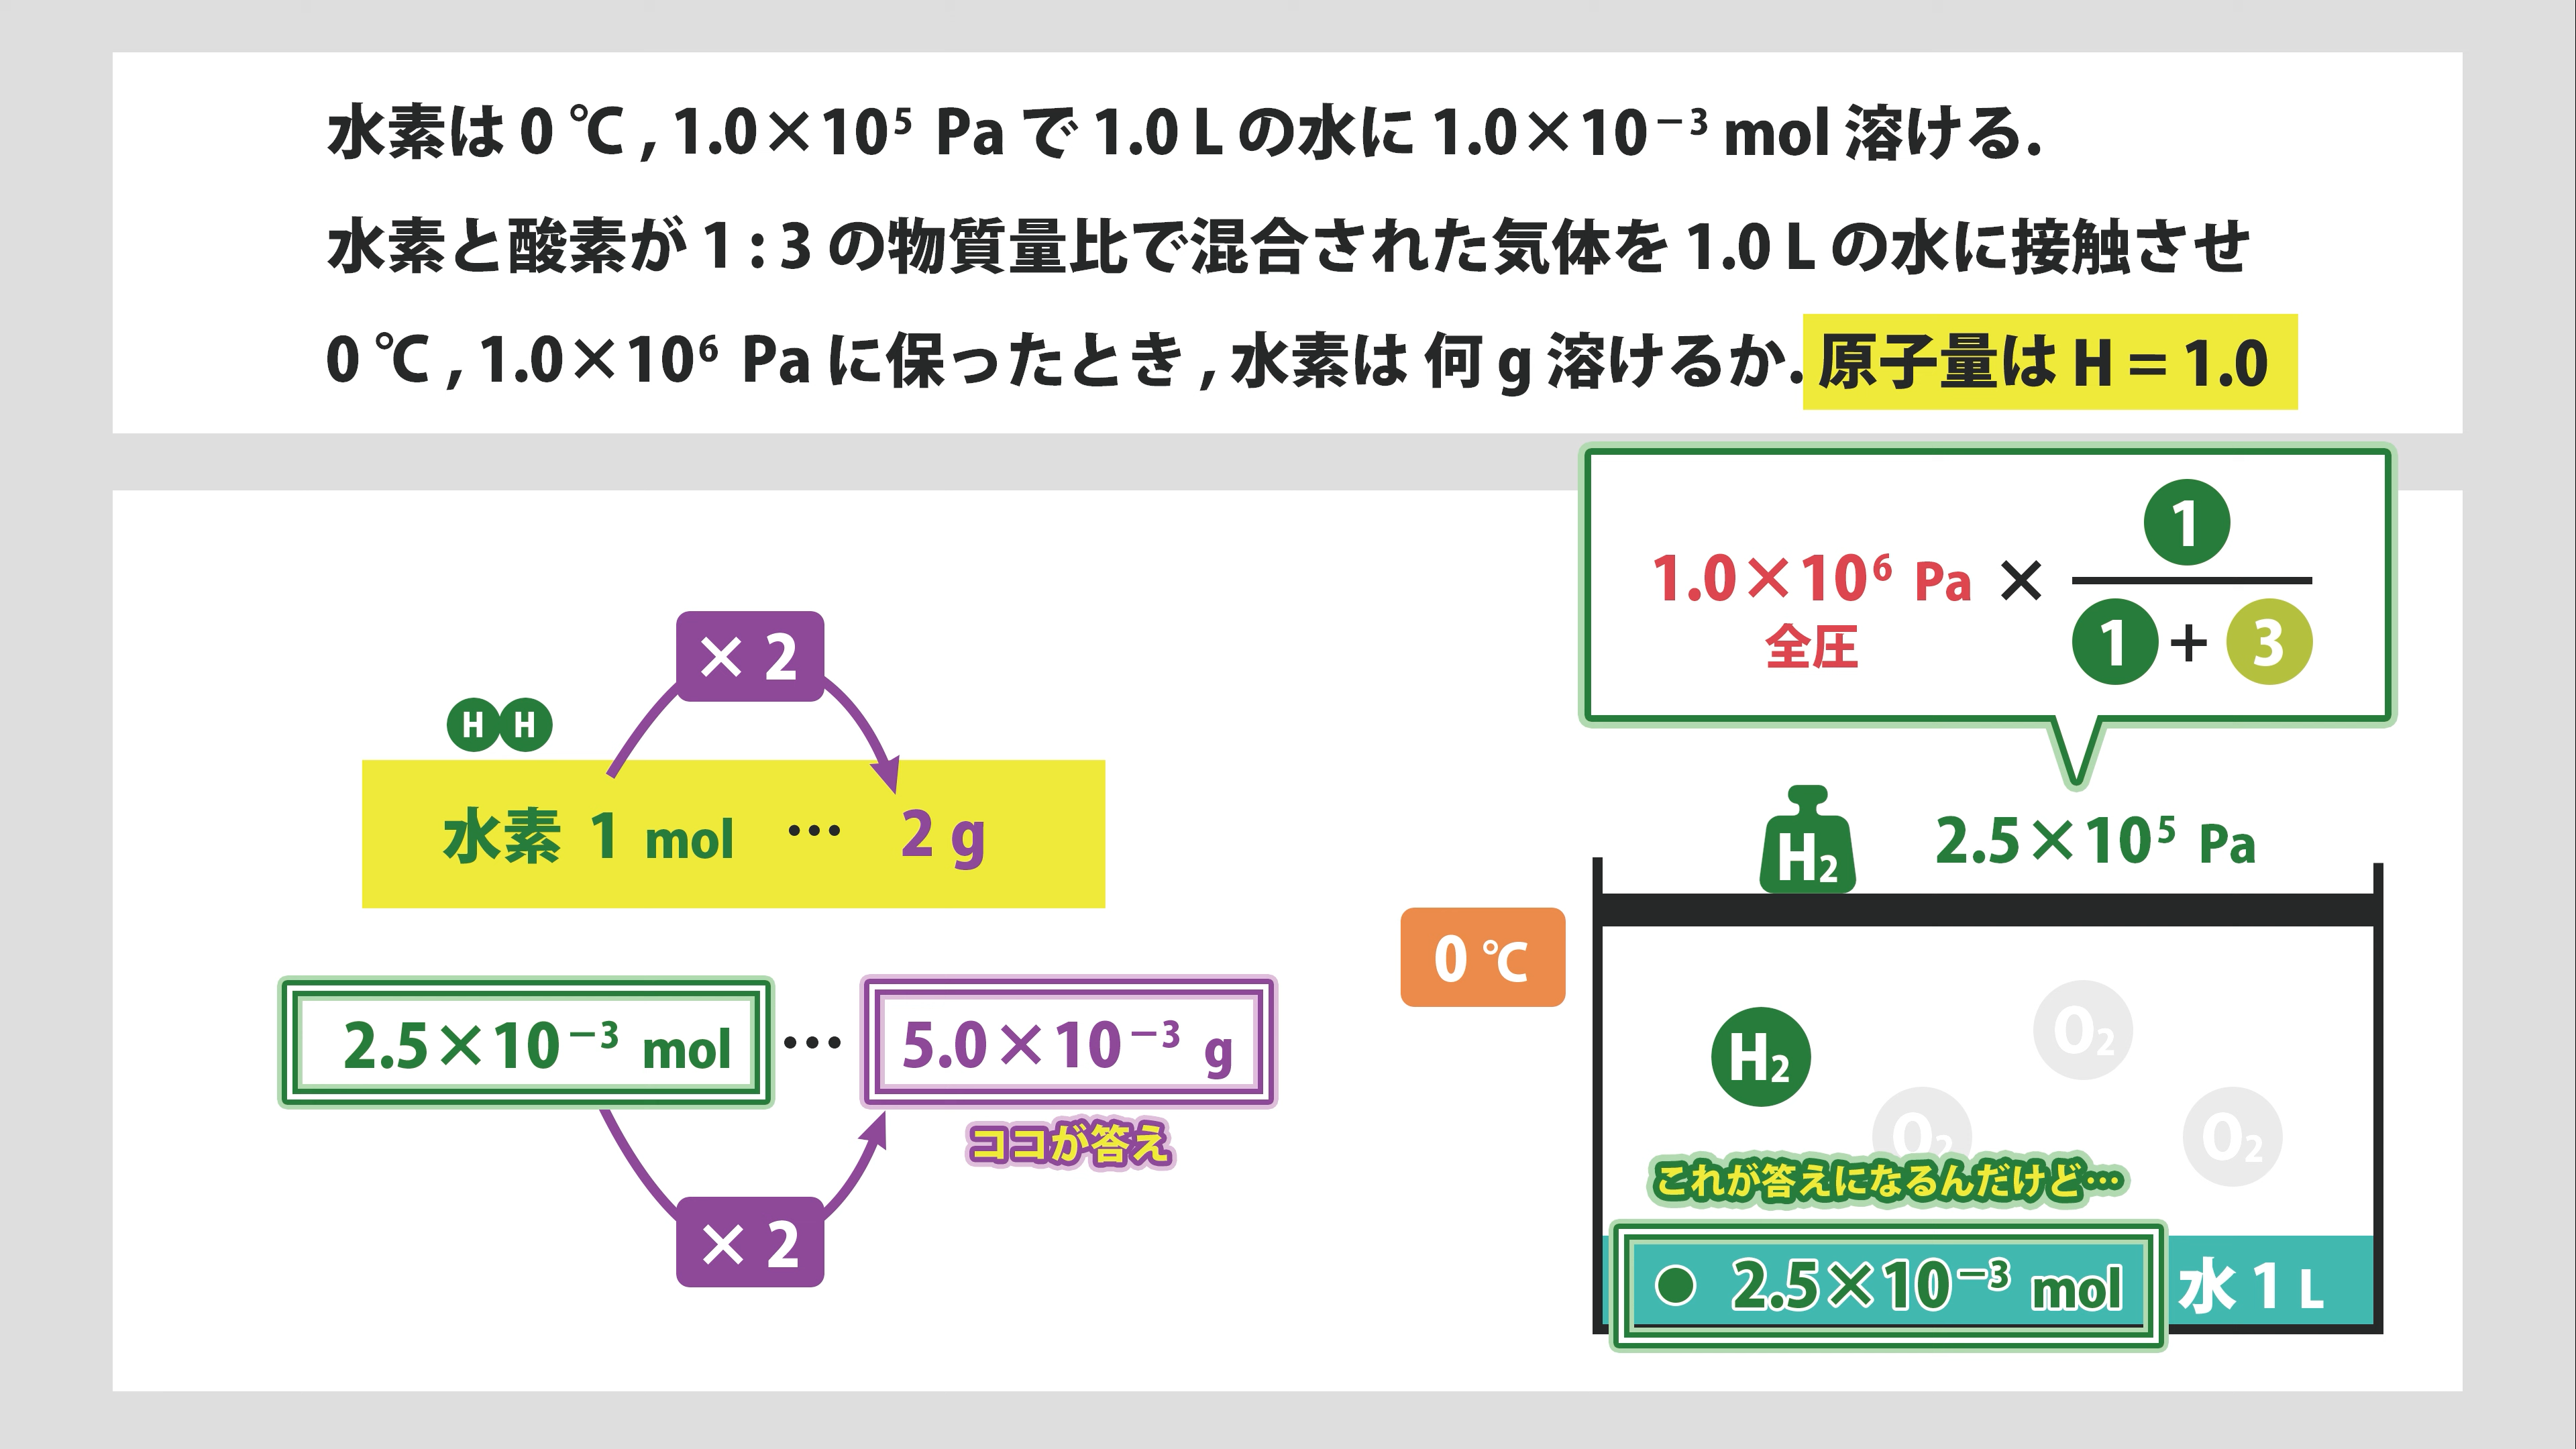 水素は 0 ℃ , 1.0×10⁵ Pa で 1.0 L の水に 1.0×10⁻³ mol 溶ける.
水素と酸素が 1 : 3 の物質量比で混合された気体を 1.0 L の水に接触させ
0 ℃ , 1.0×10⁶ Pa に保ったとき , 水素は 何 g 溶けるか. 原子量は H = 1.0
1.0×10⁶ Pa × 1
1 + 3
全圧
× 2
H H
水素 1 mol ··· 2 g
H₂ 2.5×10⁵ Pa
0 ℃
2.5×10⁻³ mol ··· 5.0×10⁻³ g
ココが答え
× 2
H₂
O₂
O₂
O₂
これが答えになるんだけど…
2.5×10⁻³ mol 水 1 L